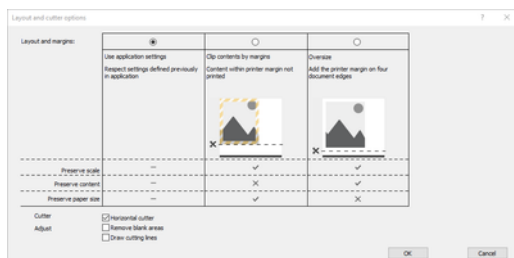 Layout and cutter options
? X
Layout and margins:
Use application settings
Respect settings defined previously
in application
Clip contents by margins
Content within printer margin not
printed
Oversize
Add the printer margin on four
document edges
Preserve scale — ✓ ✓
Preserve content — ✕ ✓
Preserve paper size — ✓ ✕
Cutter
Horizontal cutter
Adjust
Remove blank areas
Draw cutting lines
OK
Cancel